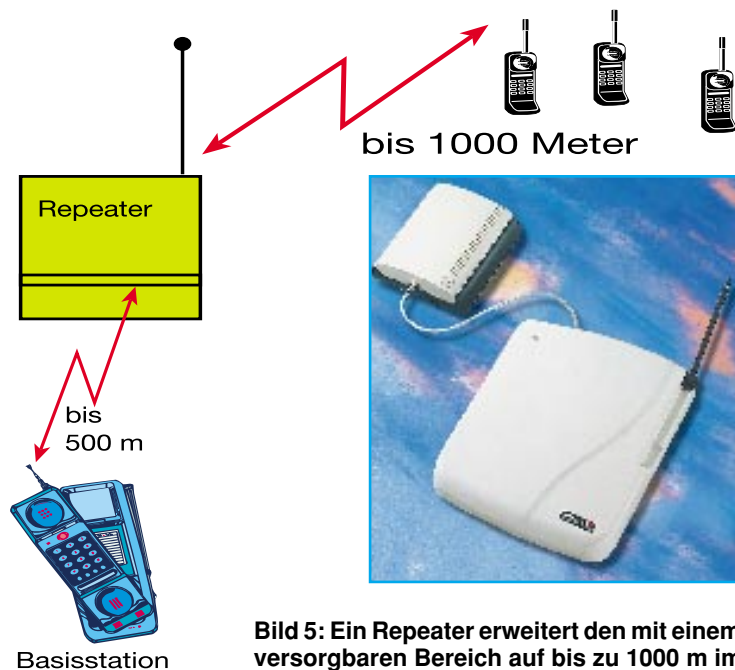 bis 1000 Meter
Repeater
bis
500 m
Basisstation
Bild 5: Ein Repeater erweitert den mit einem
versorgbaren Bereich auf bis zu 1000 m im